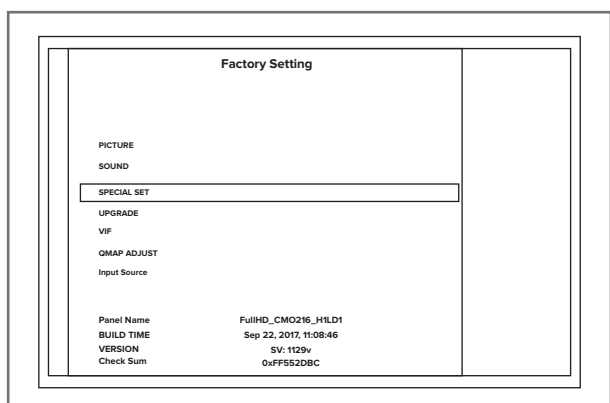 Factory Setting
PICTURE
SOUND
SPECIAL SET
UPGRADE
VIF
QMAP ADJUST
Input Source
Panel Name FullHD_CMO216_H1LD1
BUILD TIME Sep 22, 2017, 11:08:46
VERSION SV: 1129v
Check Sum 0xFF552DBC